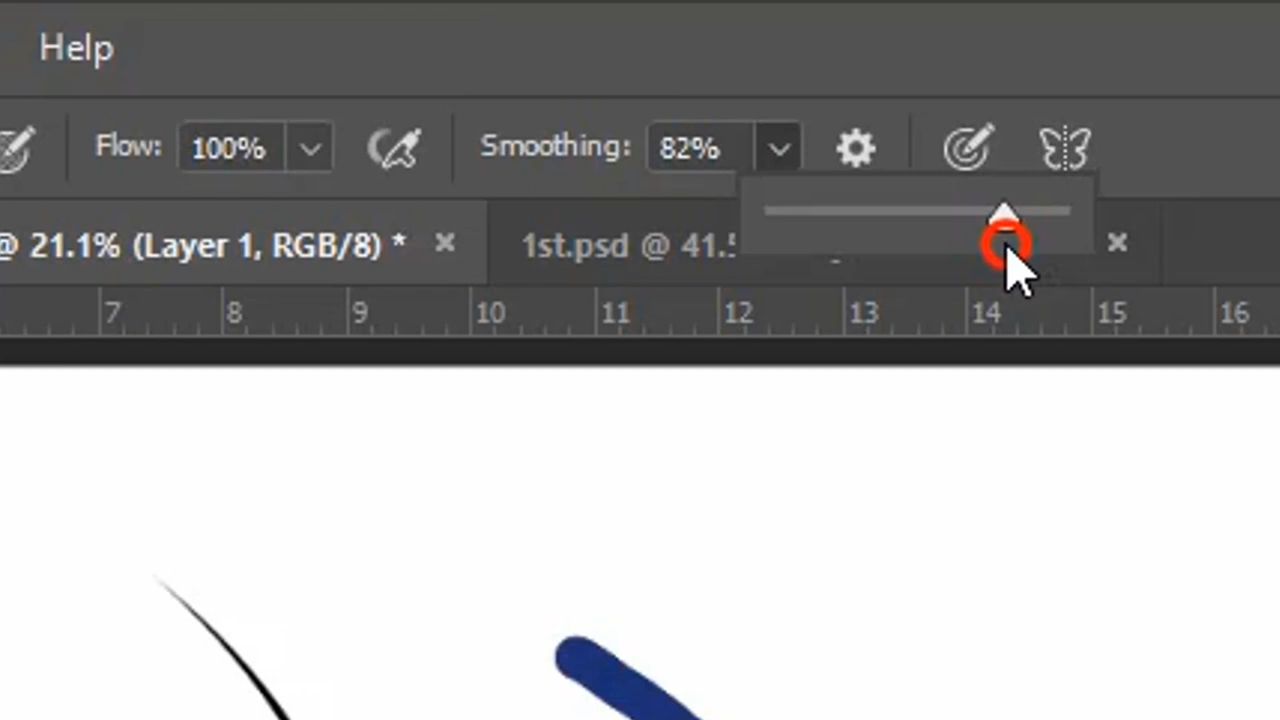 Help
Flow: 100% Smoothing: 82%
@ 21.1% (Layer 1, RGB/8) * 1st.psd @ 41.
7 8 9 10 11 12 13 14 15 16